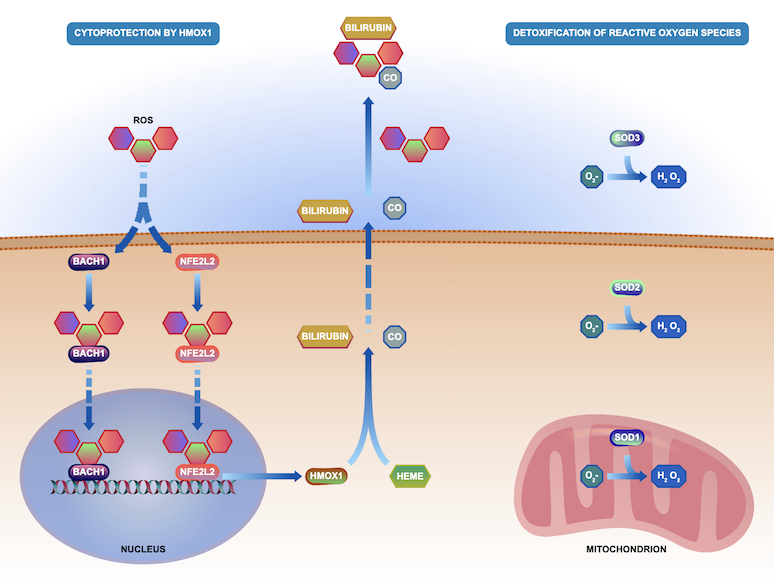 CYTOPROTECTION BY HMOX1
BILIRUBIN
CO
DETOXIFICATION OF REACTIVE OXYGEN SPECIES
ROS
SOD3
O2-
H2O2
BILIRUBIN
CO
BACH1
NFE2L2
SOD2
O2-
H2O2
BILIRUBIN
CO
BACH1
NFE2L2
SOD1
O2-
H2O2
BACH1
NFE2L2
HMOX1
HEME
NUCLEUS
MITOCHONDRION